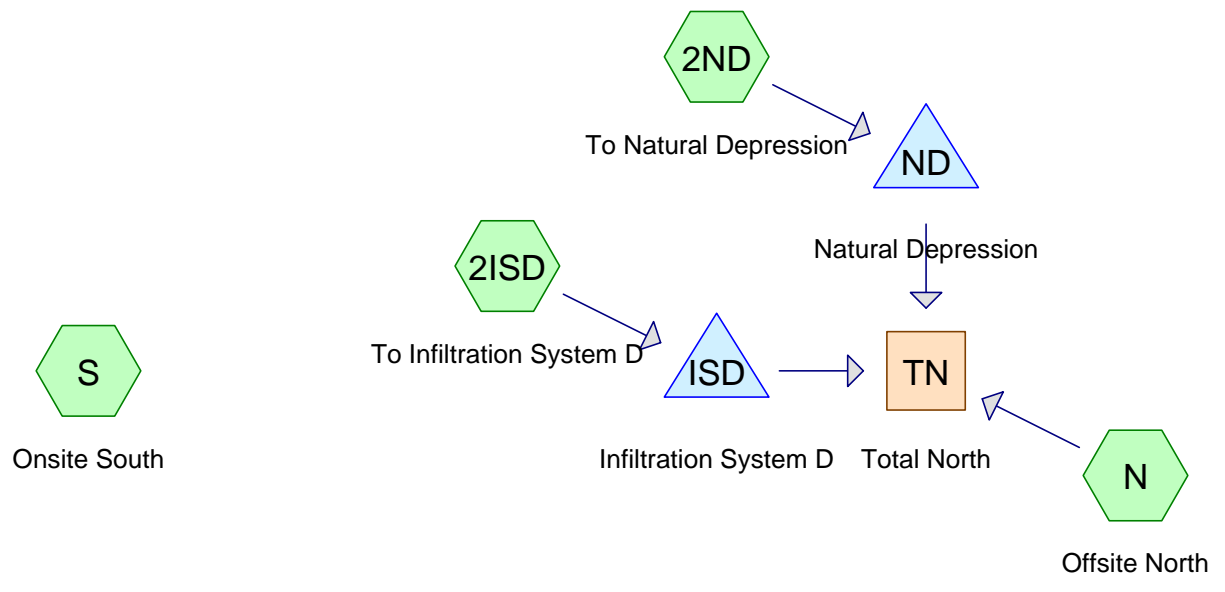 2ND
To Natural Depression
ND
Natural Depression
2ISD
To Infiltration System D
S
Onsite South
ISD
Infiltration System D
TN
Total North
N
Offsite North